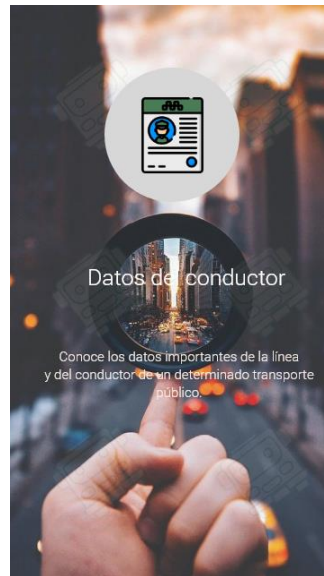 Datos del conductor
Conoce los datos importantes de la línea
y del conductor de un determinado transporte
público.